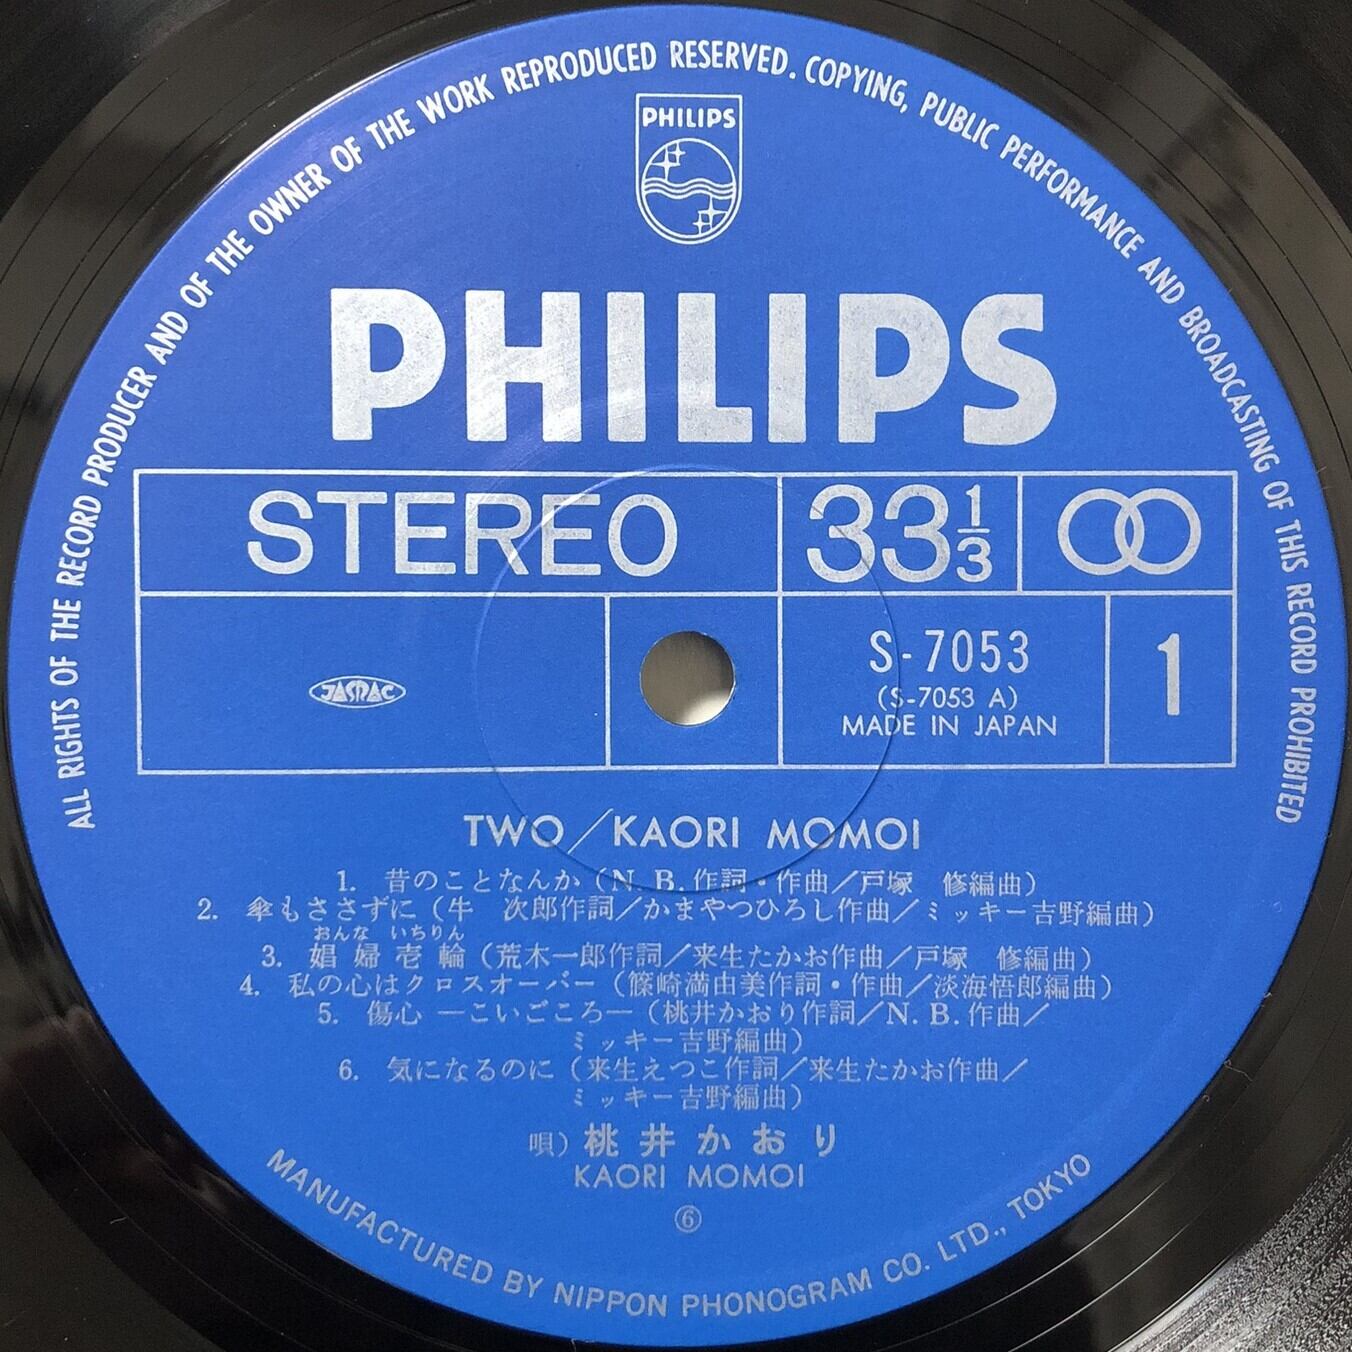 ALL RIGHTS OF THE RECORD PRODUCER AND OF THE OWNER OF THE WORK REPRODUCED RESERVED. COPYING, PUBLIC PERFORMANCE AND BROADCASTING OF THIS RECORD PROHIBITED
PHILIPS
PHILIPS
STEREO
33 1/3
JASRAC
S-7053
(S-7053 A)
MADE IN JAPAN
1
TWO/KAORI MOMOI
1. 昔のことなんか(N.B.作詞・作曲/戸塚 修編曲)
2. 傘もささずに(牛 次郎作詞/かまやつひろし作曲/ミッキー吉野編曲)
おんな いちりん
3. 娼婦壱輪(荒木一郎作詞/来生たかお作曲/戸塚 修編曲)
4. 私の心はクロスオーバー(篠崎満由美作詞・作曲/淡海悟郎編曲)
5. 傷心 ―こいごころ―(桃井かおり作詞/N.B.作曲/
ミッキー吉野編曲)
6. 気になるのに(来生えつこ作詞/来生たかお作曲/
ミッキー吉野編曲)
唄)桃井かおり
KAORI MOMOI
⑥
MANUFACTURED BY NIPPON PHONOGRAM CO. LTD., TOKYO